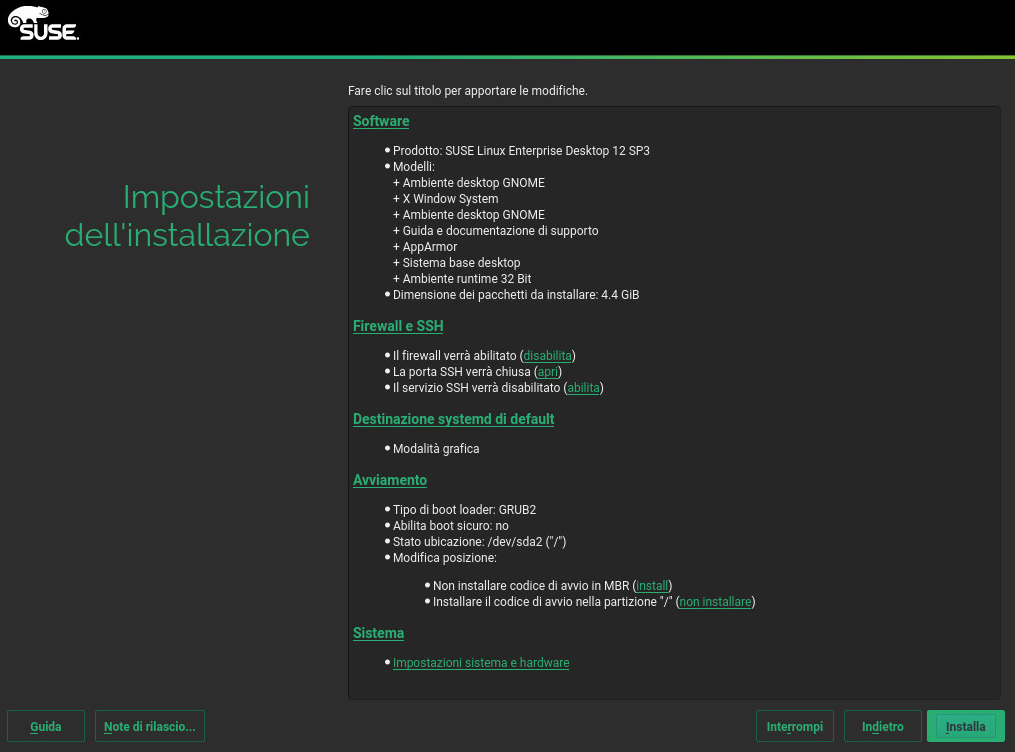 SUSE.
Fare clic sul titolo per apportare le modifiche.
Impostazioni
dell'installazione
Software
Prodotto: SUSE Linux Enterprise Desktop 12 SP3
Modelli:
+ Ambiente desktop GNOME
+ X Window System
+ Ambiente desktop GNOME
+ Guida e documentazione di supporto
+ AppArmor
+ Sistema base desktop
+ Ambiente runtime 32 Bit
Dimensione dei pacchetti da installare: 4.4 GiB
Firewall e SSH
Il firewall verrà abilitato (disabilita)
La porta SSH verrà chiusa (apri)
Il servizio SSH verrà disabilitato (abilita)
Destinazione systemd di default
Modalità grafica
Avviamento
Tipo di boot loader: GRUB2
Abilita boot sicuro: no
Stato ubicazione: /dev/sda2 ("/")
Modifica posizione:
Non installare codice di avvio in MBR (install)
Installare il codice di avvio nella partizione "/" (non installare)
Sistema
Impostazioni sistema e hardware
Guida Note di rilascio... Interrompi Indietro Installa